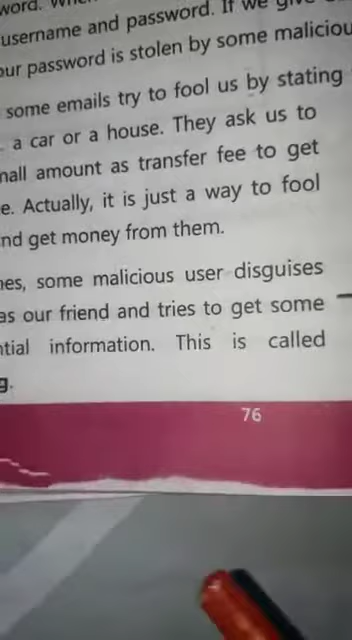 username and password. If we give
our password is stolen by some maliciou
some emails try to fool us by stating
a car or a house. They ask us to
mall amount as transfer fee to get
e. Actually, it is just a way to fool
nd get money from them.
mes, some malicious user disguises
as our friend and tries to get some
ntial information. This is called
g.
76